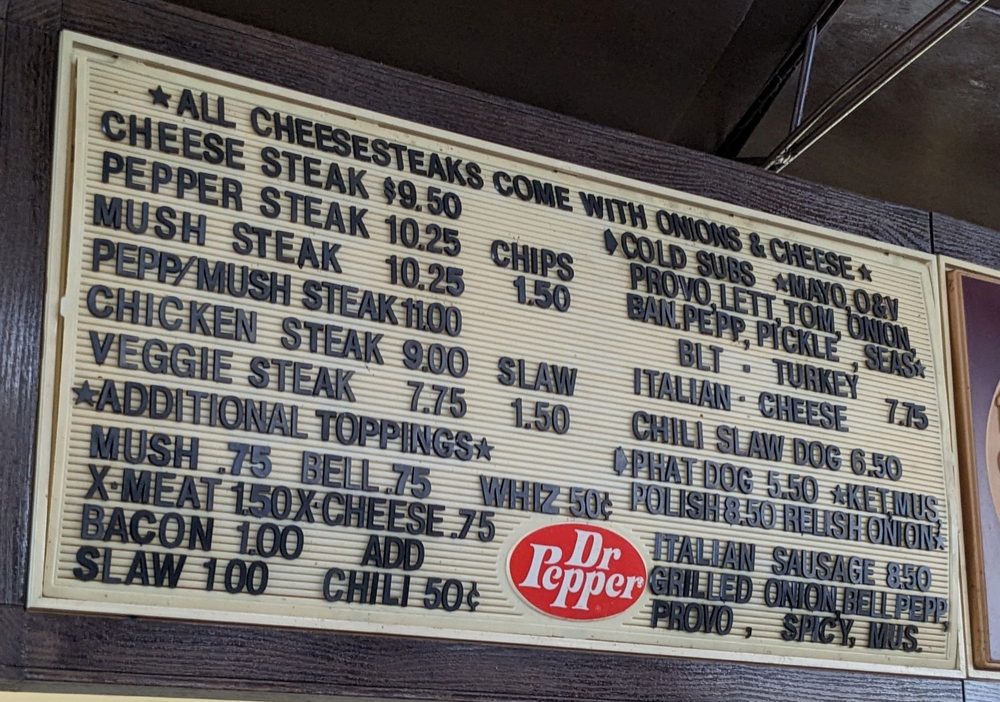 ★ALL CHEESESTEAKS COME WITH ONIONS & CHEESE★
CHEESE STEAK $9.50
PEPPER STEAK 10.25
MUSH STEAK 10.25
PEPP/MUSH STEAK 11.00
CHICKEN STEAK 9.00
VEGGIE STEAK 7.75
CHIPS
1.50
SLAW
1.50
★ADDITIONAL TOPPINGS★
MUSH .75 BELL .75
X-MEAT 1.50 X-CHEESE .75
BACON 1.00
SLAW 1.00
ADD
CHILI 50¢
WHIZ 50¢
COLD SUBS ★MAYO,O&V
PROVO,LETT,TOM,ONION,
BAN.PEPP, PICKLE, SEAS★
BLT - TURKEY
ITALIAN - CHEESE 7.75
CHILI SLAW DOG 6.50
PHAT DOG 5.50 ★KET,MUS,
POLISH 8.50 RELISH ONION★
ITALIAN SAUSAGE 8.50
GRILLED ONION,BELL,PEPP
PROVO, SPICY, MUS.
Dr
Pepper